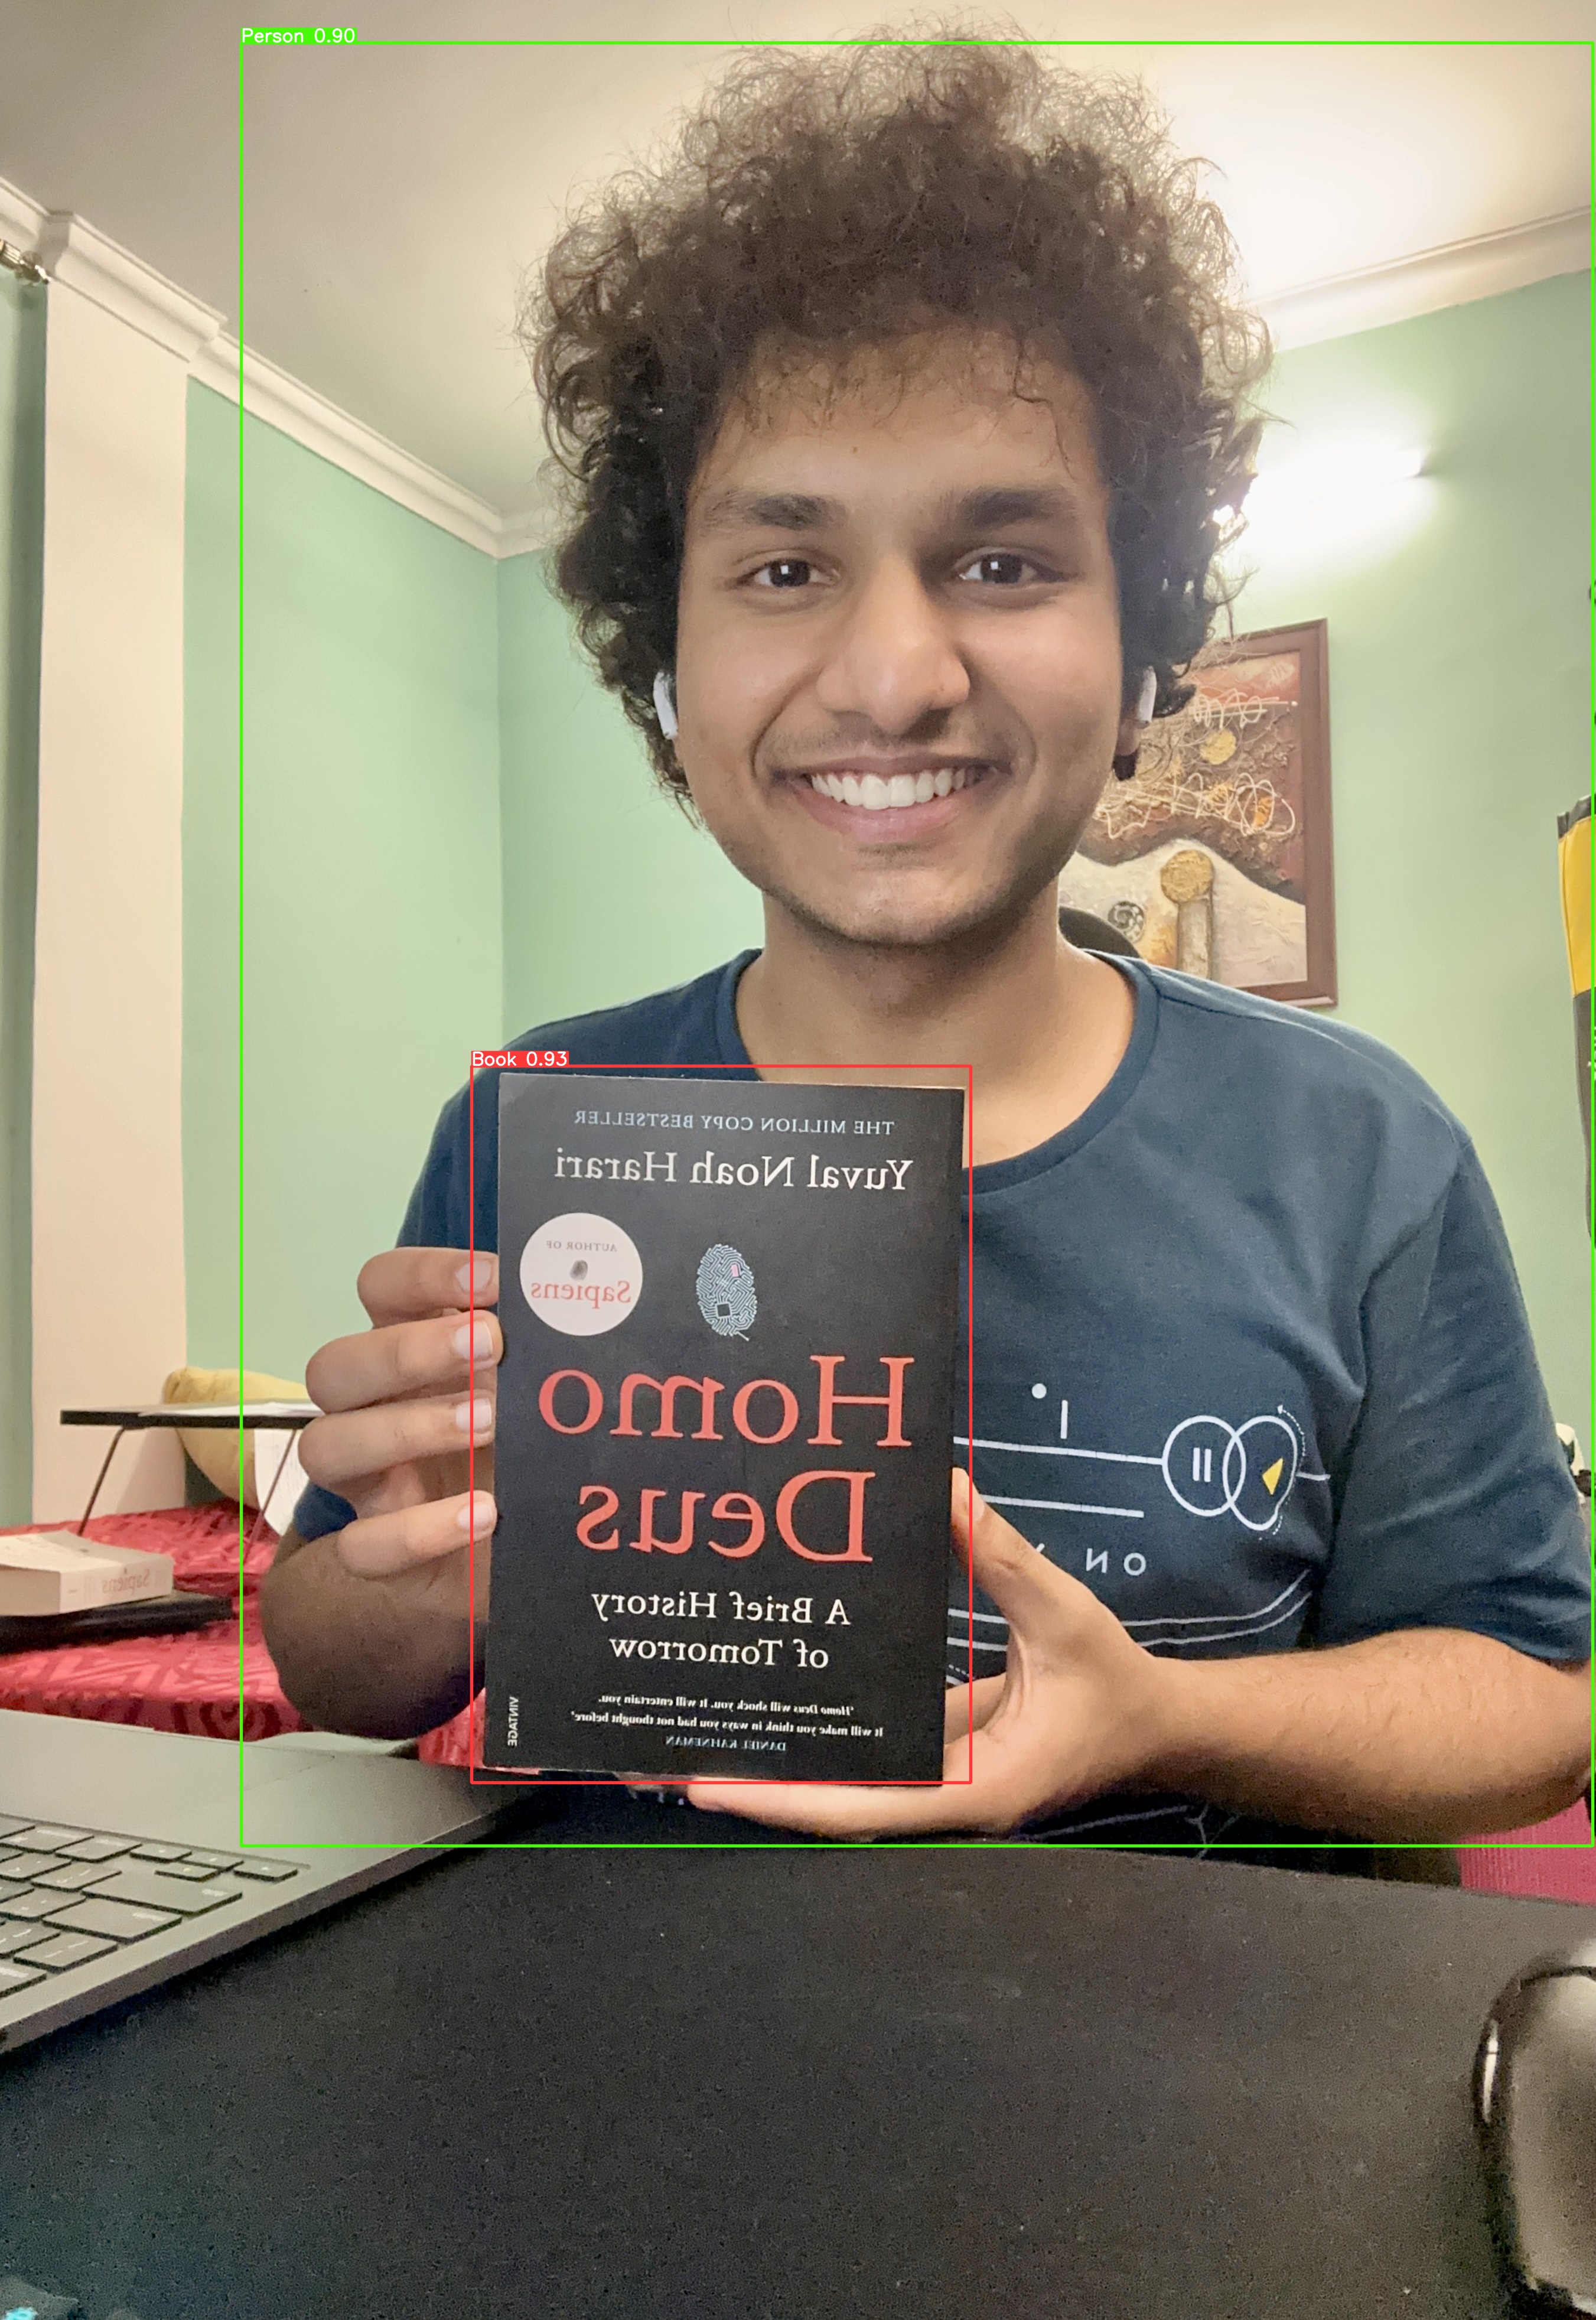 Person 0.90
Book 0.93
THE MILLION COPY BESTSELLER
Yuval Noah Harari
AUTHOR OF
Sapiens
Homo
Deus
A Brief History
of Tomorrow
'Homo Deus will shock you. It will entertain you.
It will make you think in ways you had not thought before'
DANIEL KAHNEMAN
VINTAGE
ON
Sapiens